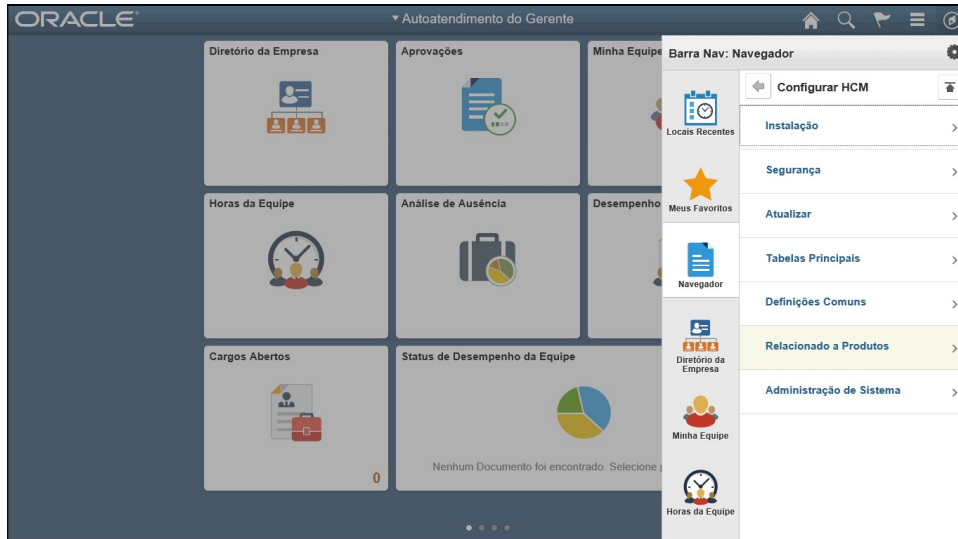 ORACLE
Autoatendimento do Gerente
Diretório da Empresa
Aprovações
Minha Equipe
Horas da Equipe
Análise de Ausência
Desempenho
Cargos Abertos
0
Status de Desempenho da Equipe
Nenhum Documento foi encontrado. Selecione
Barra Nav: Navegador
Locais Recentes
Meus Favoritos
Navegador
Diretório da
Empresa
Minha Equipe
Horas da Equipe
Configurar HCM
Instalação
Segurança
Atualizar
Tabelas Principais
Definições Comuns
Relacionado a Produtos
Administração de Sistema